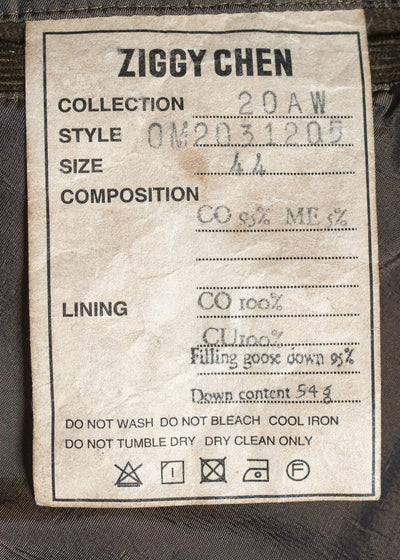 ZIGGY CHEN
COLLECTION 20AW
STYLE OM2031205
SIZE 44
COMPOSITION
CO 95% ME 5%
LINING CO 100%
CU 100%
Filling goose down 95%
Down content 54g
DO NOT WASH DO NOT BLEACH COOL IRON
DO NOT TUMBLE DRY DRY CLEAN ONLY
F